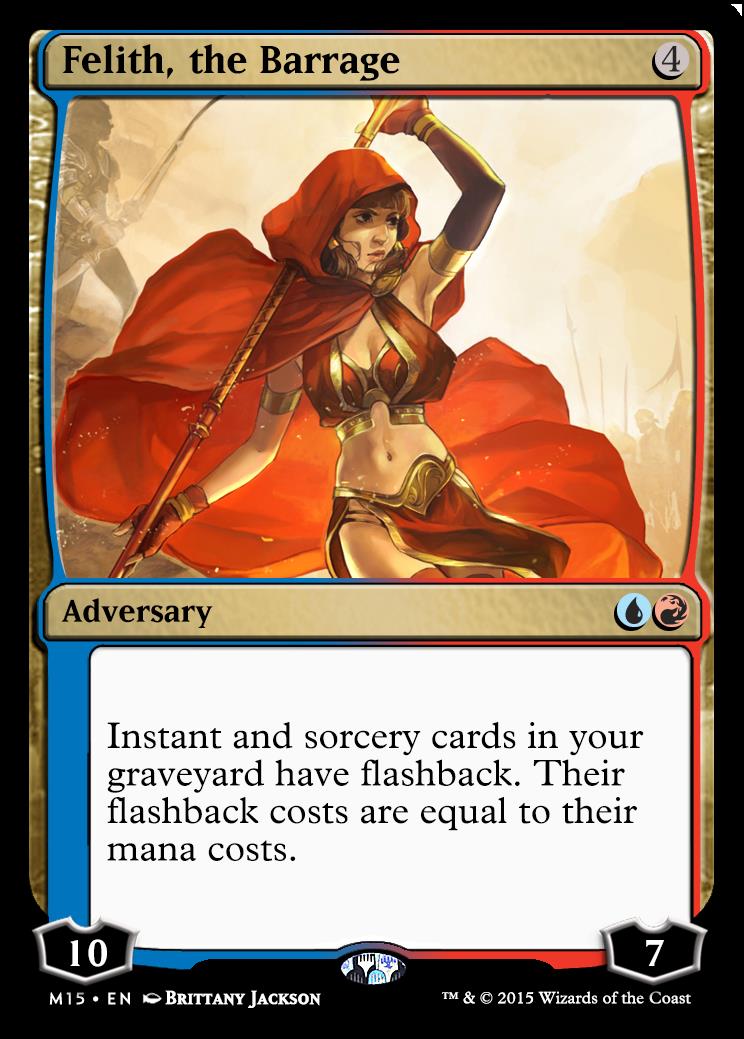 Felith, the Barrage 4
Adversary
Instant and sorcery cards in your
graveyard have flashback. Their
flashback costs are equal to their
mana costs.
10 7
M15 • EN Brittany Jackson ™ & © 2015 Wizards of the Coast